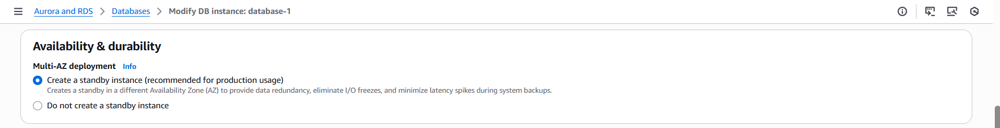 Aurora and RDS > Databases > Modify DB instance: database-1
Availability & durability
Multi-AZ deployment Info
Create a standby instance (recommended for production usage)
Creates a standby in a different Availability Zone (AZ) to provide data redundancy, eliminate I/O freezes, and minimize latency spikes during system backups.
Do not create a standby instance